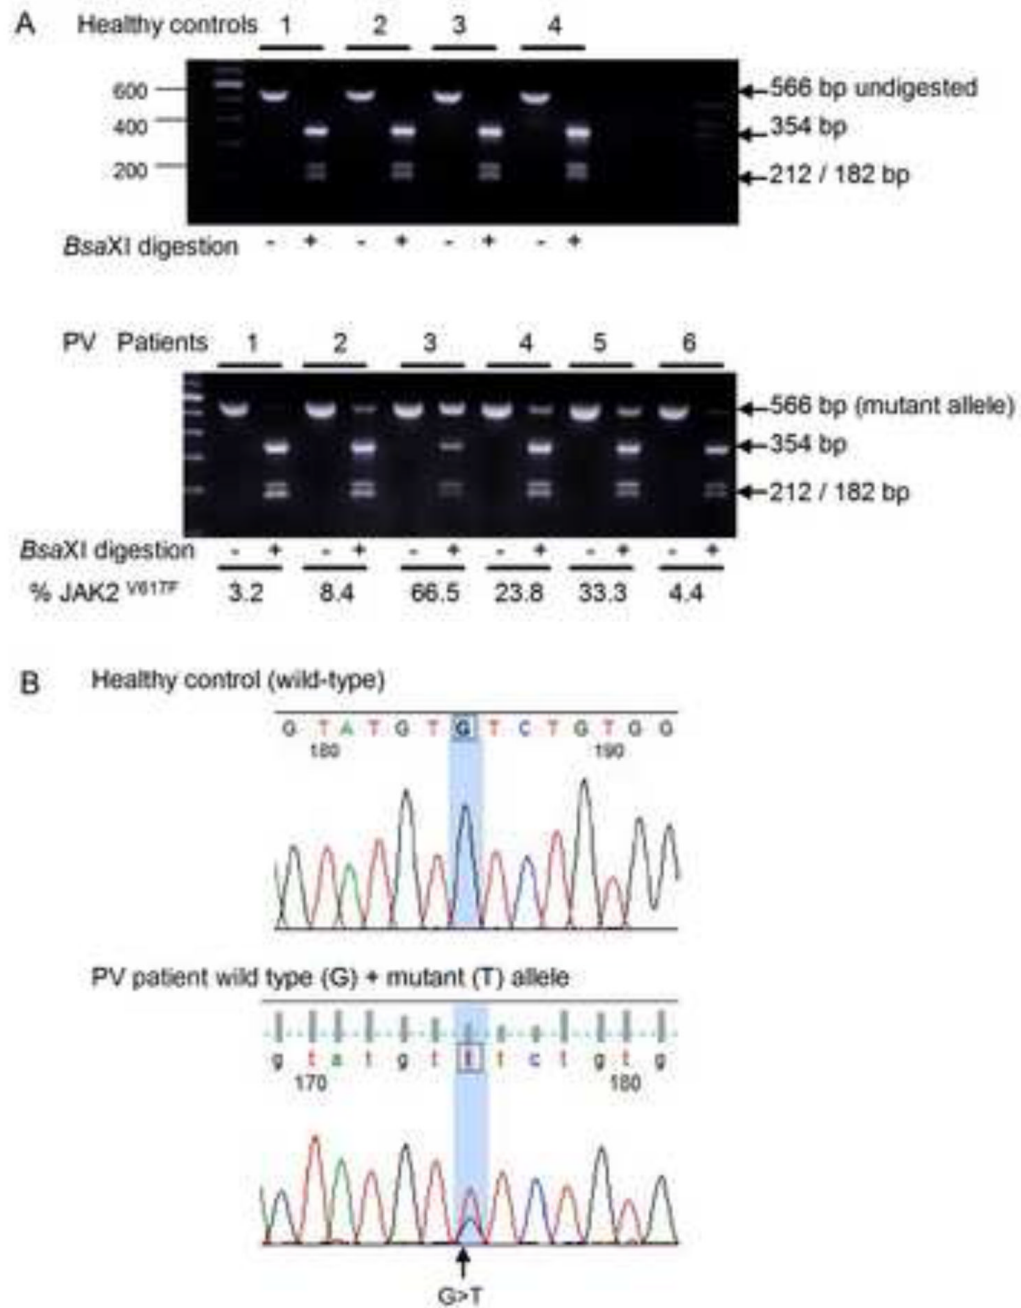 A Healthy controls 1 2 3 4
600
400
200
566 bp undigested
354 bp
212 / 182 bp
BsaXI digestion - + - + - + - +
PV Patients 1 2 3 4 5 6
566 bp (mutant allele)
354 bp
212 / 182 bp
BsaXI digestion - + - + - + - + - + - +
% JAK2 V617F 3.2 8.4 66.5 23.8 33.3 4.4
B Healthy control (wild-type)
G T A T G T G T C T G T G G
180 190
PV patient wild type (G) + mutant (T) allele
g t a t g t t t c t g t g
170 180
G>T